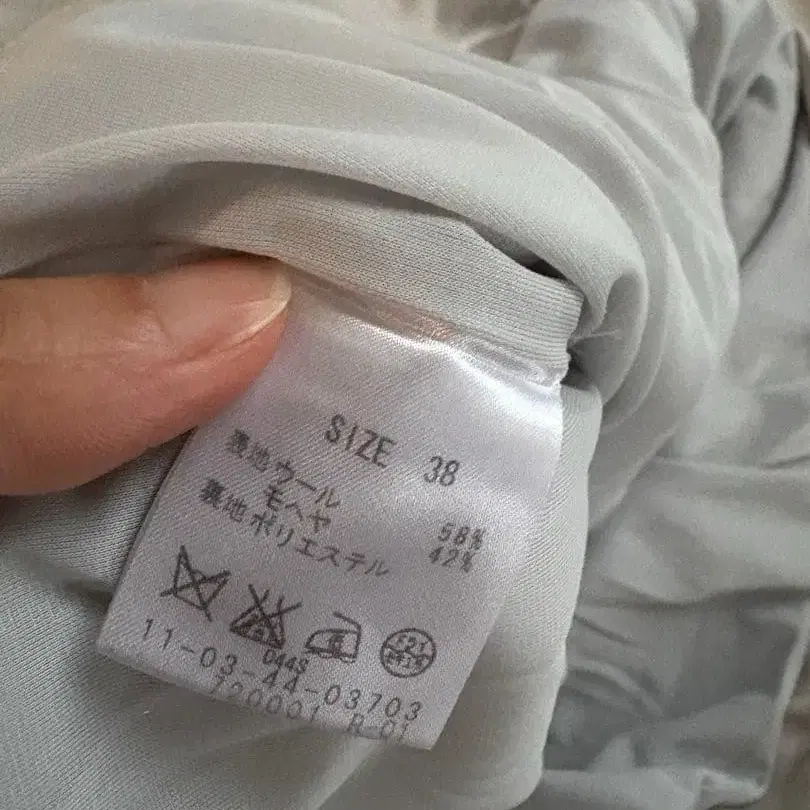 SIZE 38
表地 ウール 58%
モヘヤ 42%
裏地 ポリエステル
11-03-44-03703
044S
720001 R-01